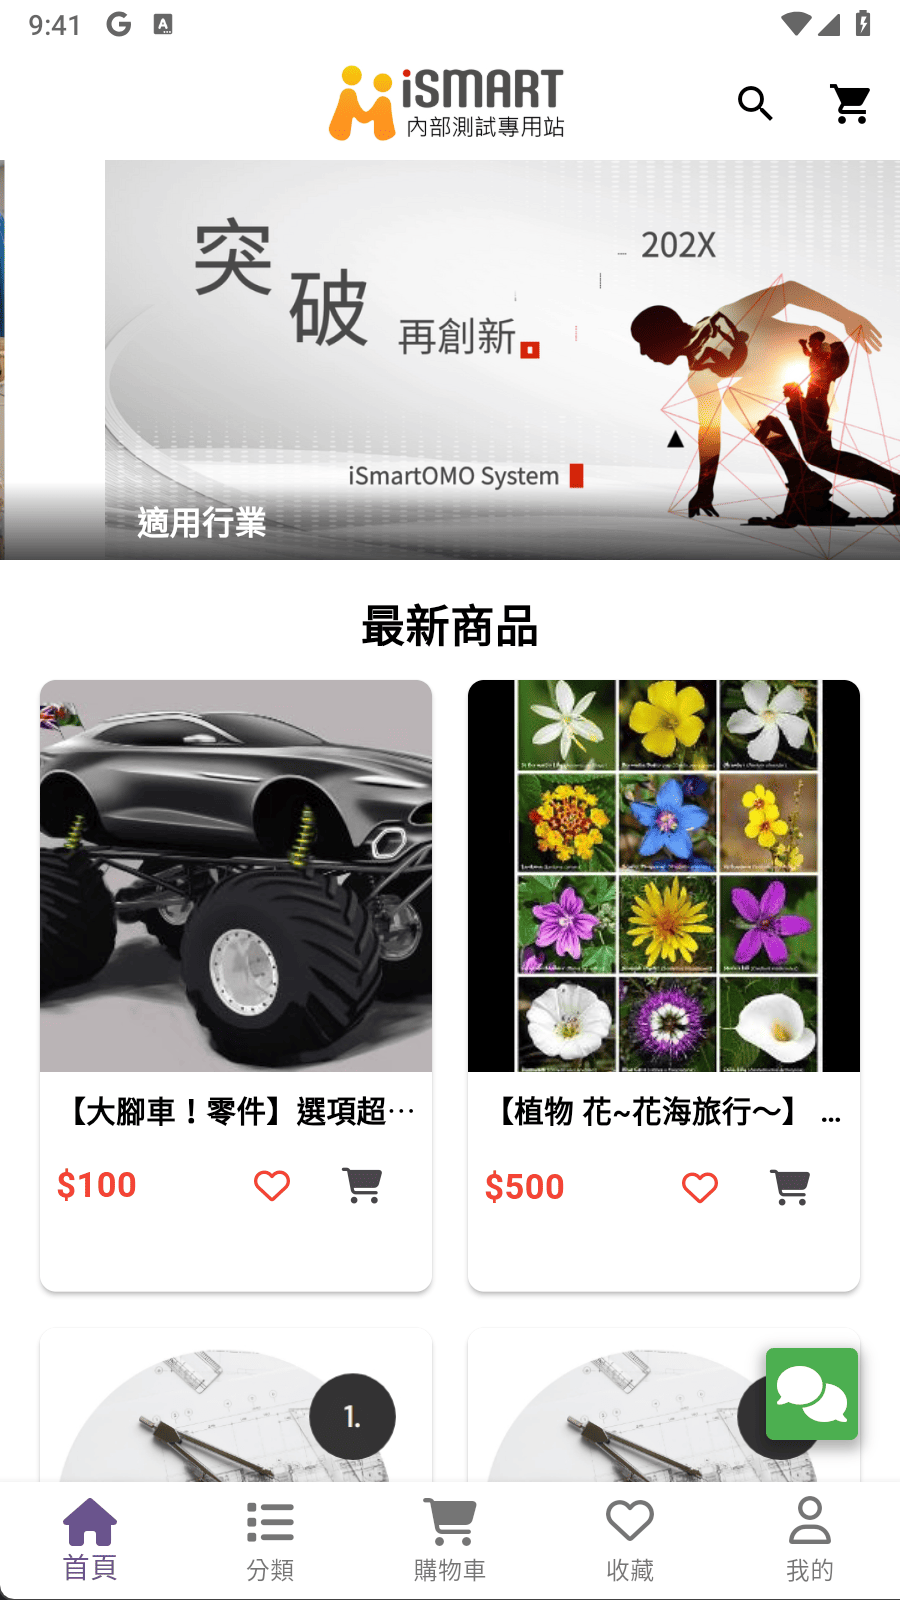 9:41
iSMART
內部測試專用站
突
破
再創新
202X
iSmartOMO System
適用行業
最新商品
【大腳車！零件】選項超…
【植物 花~花海旅行～】 ...
$100
$500
1.
首頁
分類
購物車
收藏
我的